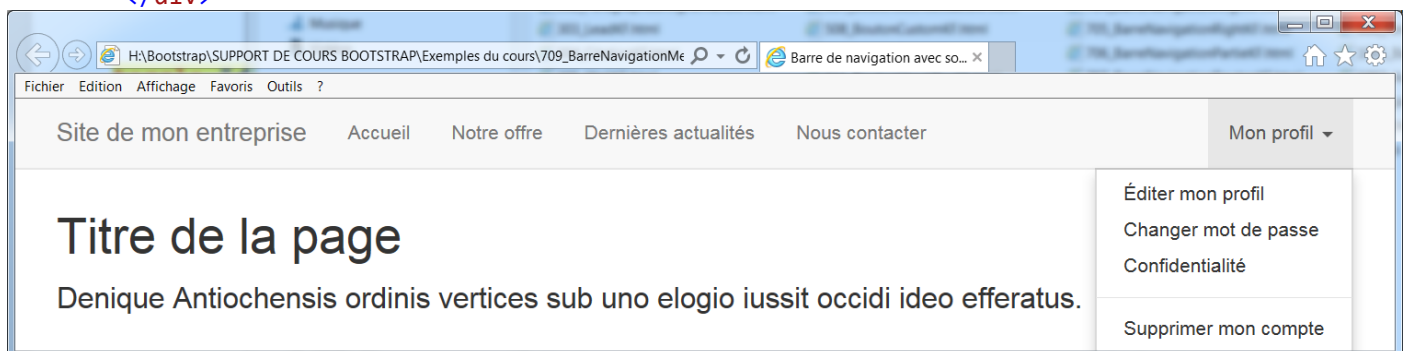 </div>
H:\Bootstrap\SUPPORT DE COURS BOOTSTRAP\Exemples du cours\709_BarreNavigationMe
Barre de navigation avec so...
Fichier Edition Affichage Favoris Outils ?
Site de mon entreprise Accueil Notre offre Dernières actualités Nous contacter Mon profil
Éditer mon profil
Titre de la page
Changer mot de passe
Confidentialité
Denique Antiochensis ordinis vertices sub uno elogio iussit occidi ideo efferatus.
Supprimer mon compte